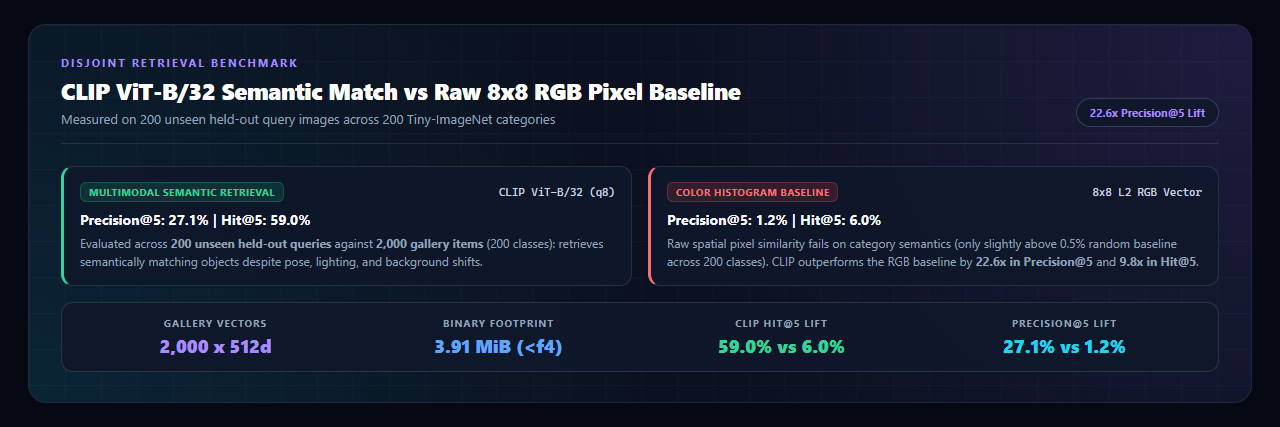 DISJOINT RETRIEVAL BENCHMARK
CLIP ViT-B/32 Semantic Match vs Raw 8x8 RGB Pixel Baseline
Measured on 200 unseen held-out query images across 200 Tiny-ImageNet categories
22.6x Precision@5 Lift
MULTIMODAL SEMANTIC RETRIEVAL
CLIP ViT-B/32 (q8)
Precision@5: 27.1% | Hit@5: 59.0%
Evaluated across 200 unseen held-out queries against 2,000 gallery items (200 classes): retrieves
semantically matching objects despite pose, lighting, and background shifts.
COLOR HISTOGRAM BASELINE
8x8 L2 RGB Vector
Precision@5: 1.2% | Hit@5: 6.0%
Raw spatial pixel similarity fails on category semantics (only slightly above 0.5% random baseline
across 200 classes). CLIP outperforms the RGB baseline by 22.6x in Precision@5 and 9.8x in Hit@5.
GALLERY VECTORS
2,000 x 512d
BINARY FOOTPRINT
3.91 MiB (<f4)
CLIP HIT@5 LIFT
59.0% vs 6.0%
PRECISION@5 LIFT
27.1% vs 1.2%